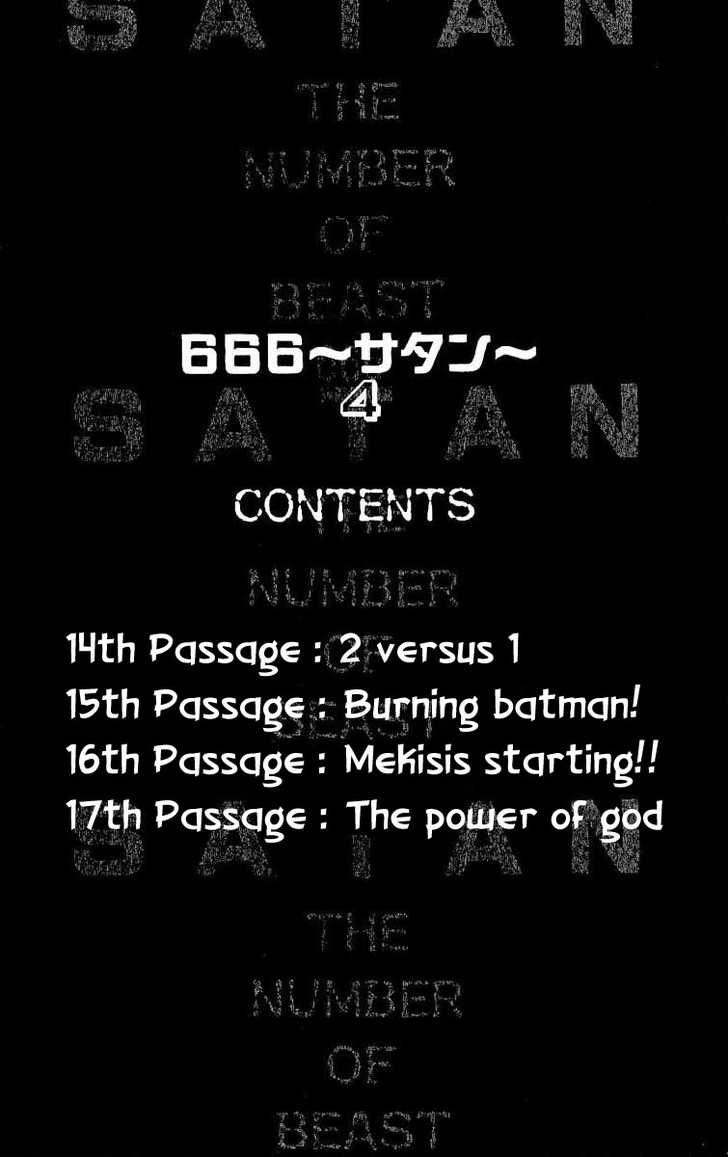 SATAN
THE
NUMBER
OF
BEAST
666~サタン~
4
SATAN
CONTENTS
THE
NUMBER
14th Passage : 2 versus 1
OF
15th Passage : Burning batman!
BEAST
16th Passage : Mekisis starting!!
17th Passage : The power of god
SATAN
THE
NUMBER
OF
BEAST